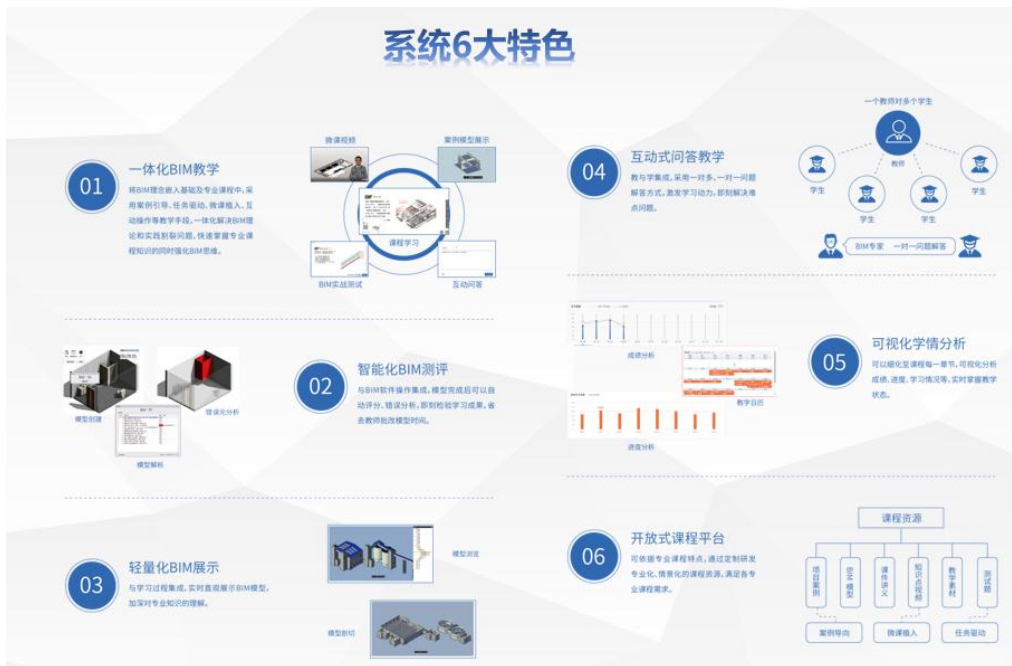 系统6大特色
01
一体化BIM教学
将BIM理念嵌入基础及专业课程中，采
用案例引导、任务驱动、微课植入、互
动操作等教学手段，一体化解决BIM理
论和实践割裂问题，快速掌握专业课
程知识的同时强化BIM思维。
微课视频
案例模型展示
课程学习
BIM实战测试
互动问答
02
智能化BIM测评
与BIM软件操作集成，模型完成后可以自
动评分、错误分析，即刻检验学习成果，省
去教师批改模型时间。
模型创建
错误元分析
模型解析
03
轻量化BIM展示
与学习过程集成，实时直观展示BIM模型，
加深对专业知识的理解。
模型浏览
模型剖切
04
互动式问答教学
教与学集成，采用一对多、一对一问题
解答方式，激发学习动力，即刻解决难
点问题。
一个教师对多个学生
教师
学生
学生
学生
学生
BIM专家 一对一问题解答
05
可视化学情分析
可以细化至课程每一章节，可视化分析
成绩、进度、学习情况等，实时掌握教学
状态。
成绩分析
教学日历
进度分析
06
开放式课程平台
可依据专业课程特点，通过定制研发
专业化、情景化的课程资源，满足各专
业课程需求。
课程资源
项目案例
BIM 模型
课件讲义
知识点视频
教学素材
测试题
案例导向
微课植入
任务驱动